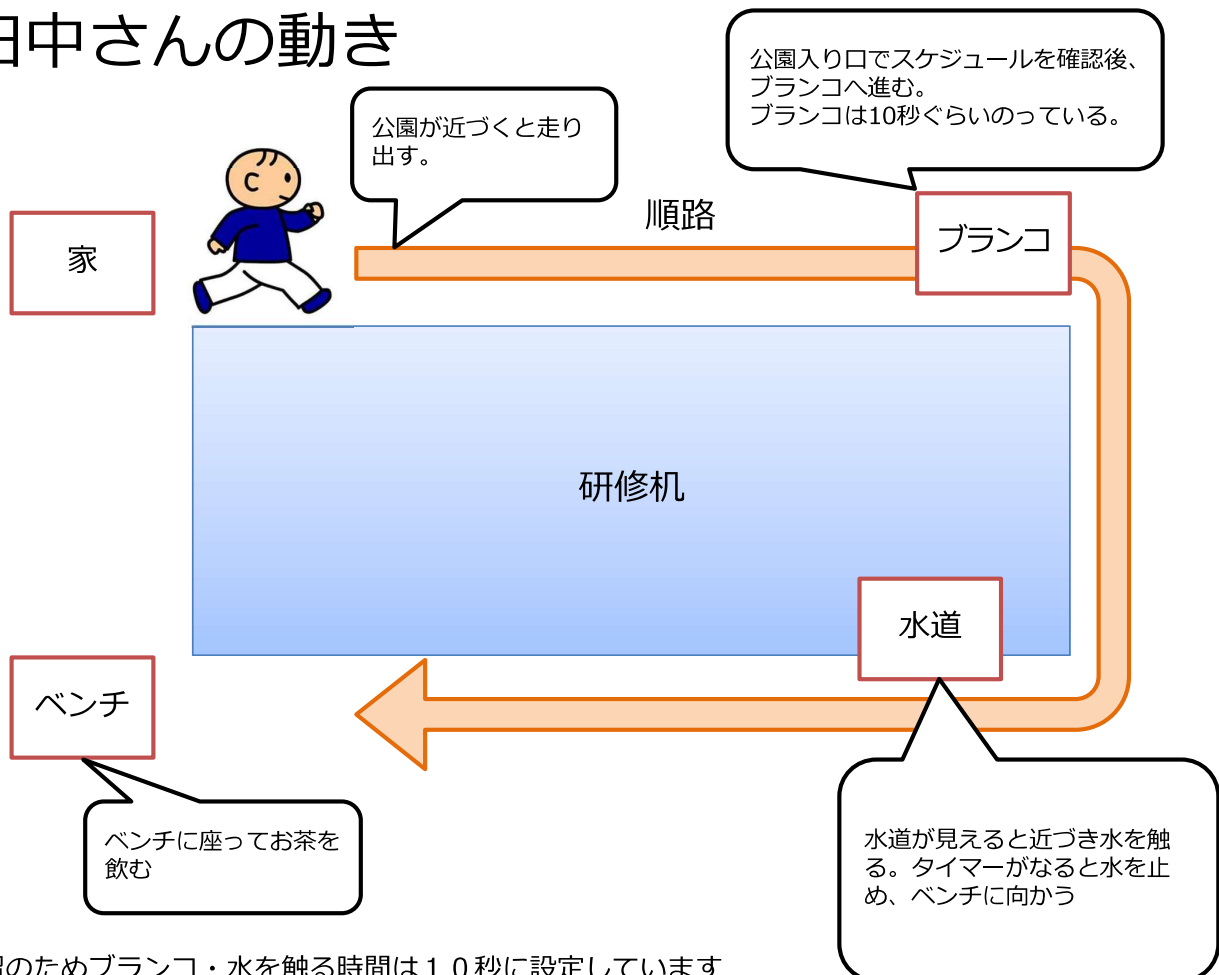 田中さんの動き
公園入り口でスケジュールを確認後、
ブランコへ進む。
ブランコは10秒ぐらいのっている。
公園が近づくと走り
出す。
順路
ブランコ
家
研修机
水道
ベンチ
ベンチに座ってお茶を
飲む
水道が見えると近づき水を触
る。タイマーがなると水を止
め、ベンチに向かう
のためブランコ・水を触る時間は１０秒に設定しています